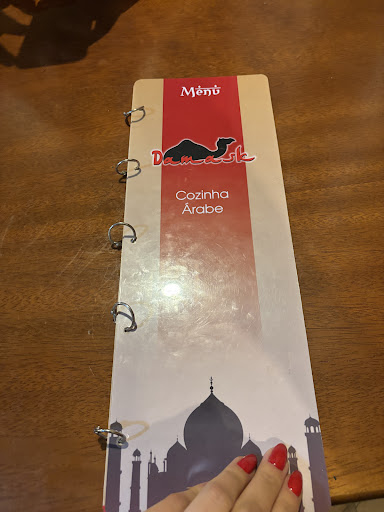 Menu
Damask
Cozinha
Árabe